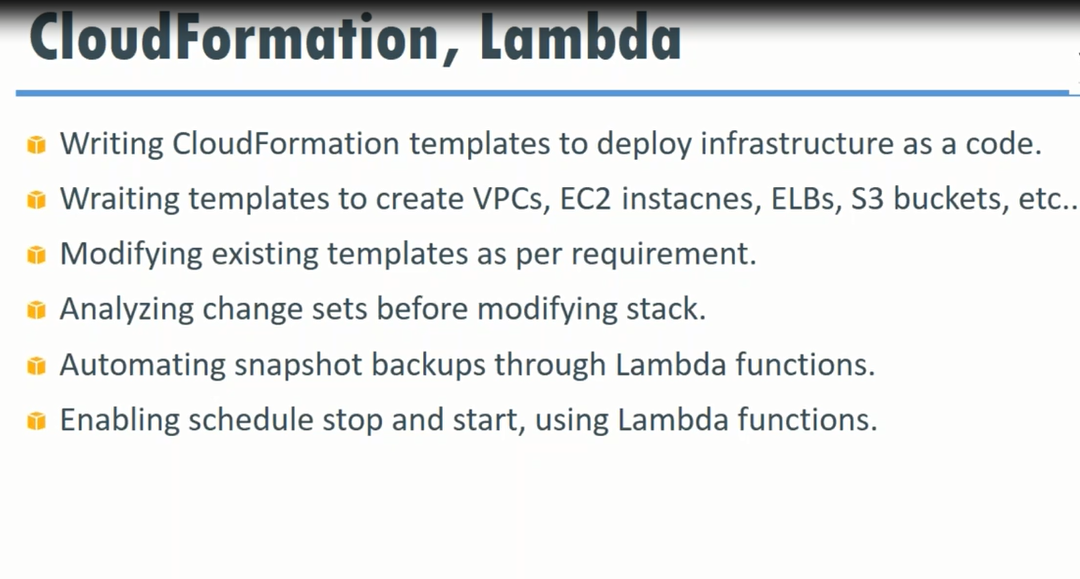 CloudFormation, Lambda
Writing CloudFormation templates to deploy infrastructure as a code.
Wraiting templates to create VPCs, EC2 instacnes, ELBs, S3 buckets, etc..
Modifying existing templates as per requirement.
Analyzing change sets before modifying stack.
Automating snapshot backups through Lambda functions.
Enabling schedule stop and start, using Lambda functions.